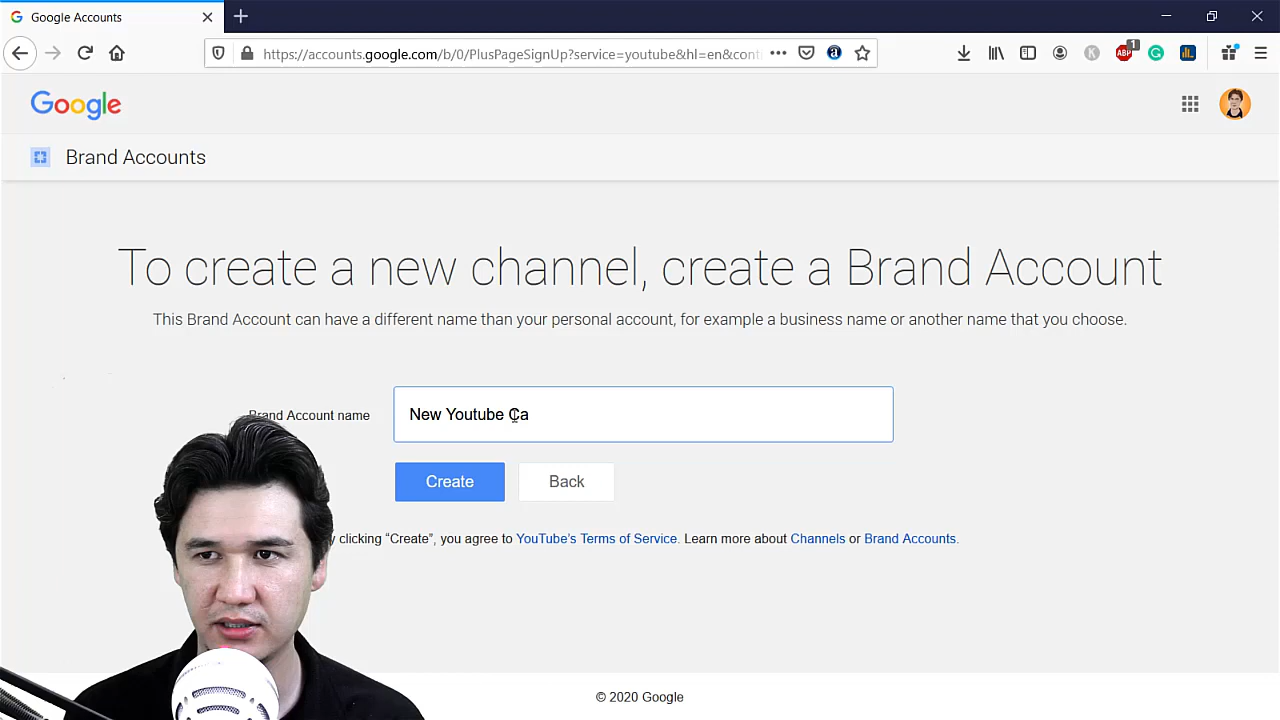 Google Accounts
https://accounts.google.com/b/0/PlusPageSignUp?service=youtube&hl=en&cont
1
ABP
Google
Brand Accounts
To create a new channel, create a Brand Account
This Brand Account can have a different name than your personal account, for example a business name or another name that you choose.
Brand Account name
New Youtube Ca
Create
Back
clicking “Create”, you agree to YouTube's Terms of Service. Learn more about Channels or Brand Accounts.
© 2020 Google